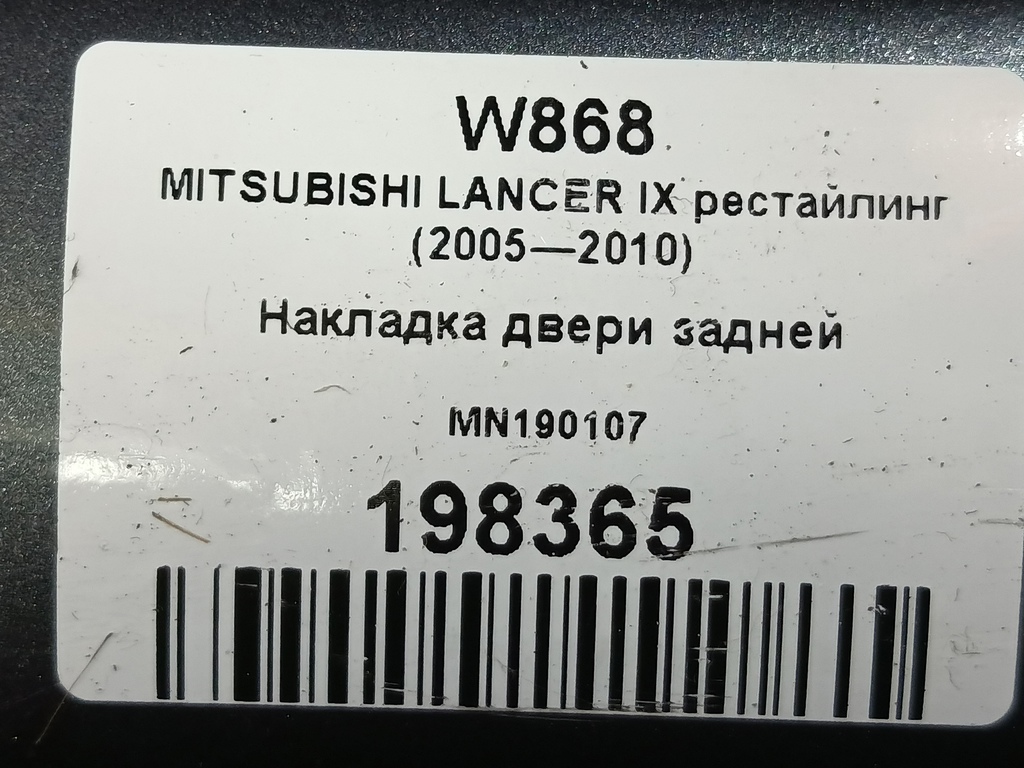 W868
MITSUBISHI LANCER IX рестайлинг
(2005—2010)
Накладка двери задней
MN190107
198365